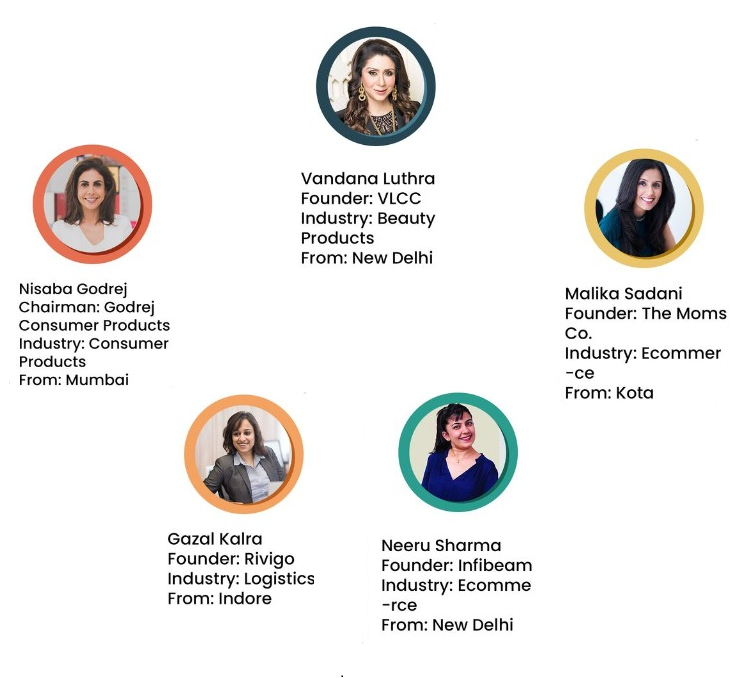 Vandana Luthra
Founder: VLCC
Industry: Beauty
Products
From: New Delhi
Nisaba Godrej
Chairman: Godrej
Consumer Products
Industry: Consumer
Products
From: Mumbai
Malika Sadani
Founder: The Moms
Co.
Industry: Ecommer
-ce
From: Kota
Gazal Kalra
Founder: Rivigo
Industry: Logistics
From: Indore
Neeru Sharma
Founder: Infibeam
Industry: Ecomme
-rce
From: New Delhi